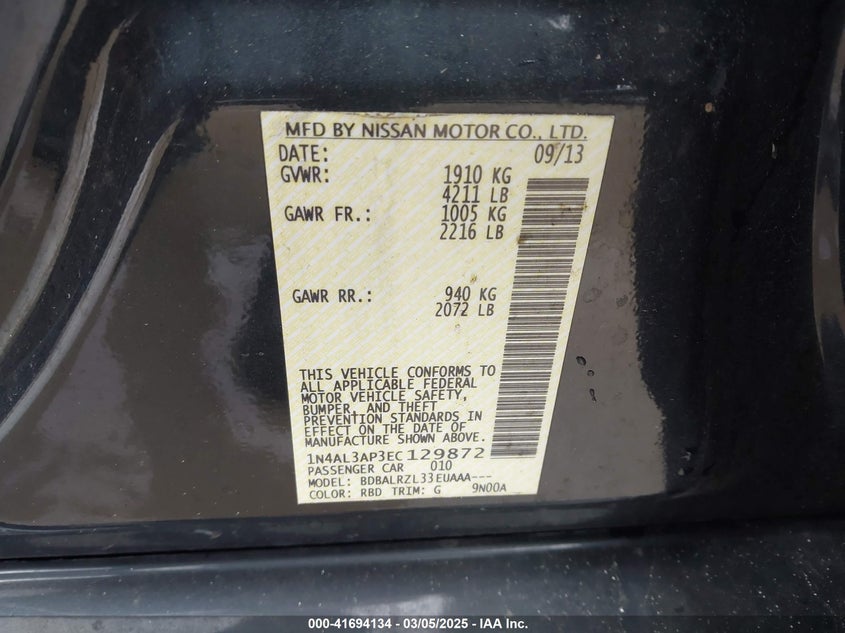 MFD BY NISSAN MOTOR CO., LTD.
DATE: 09/13
GVWR: 1910 KG
4211 LB
GAWR FR.: 1005 KG
2216 LB
GAWR RR.: 940 KG
2072 LB
THIS VEHICLE CONFORMS TO
ALL APPLICABLE FEDERAL
MOTOR VEHICLE SAFETY,
BUMPER, AND THEFT
PREVENTION STANDARDS IN
EFFECT ON THE DATE OF
MANUFACTURE SHOWN ABOVE.
1N4AL3AP3EC129872
PASSENGER CAR 010
MODEL: BDBALRZL33EUAAA---
COLOR: RBD TRIM: G 9N00A
000-41694134 — 03/05/2025 — IAA Inc.